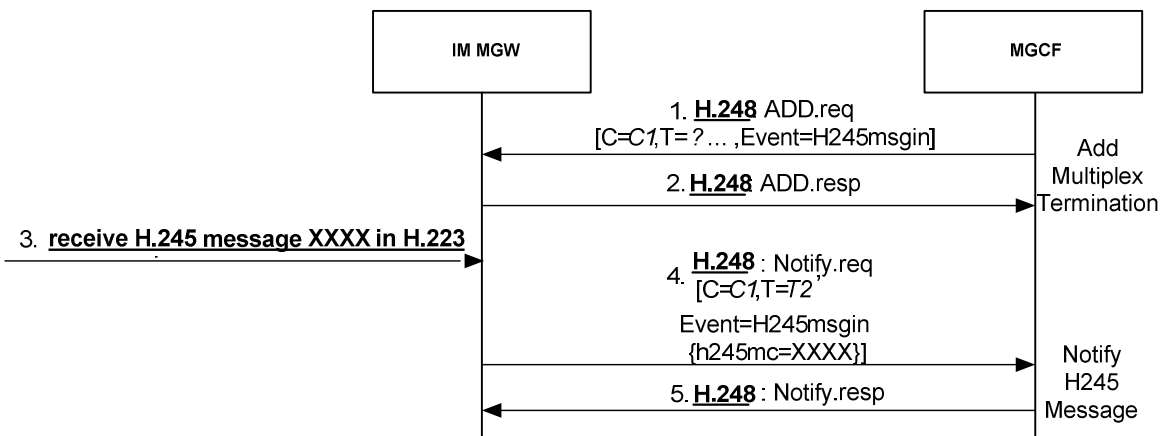 IM MGW
MGCF
1. H.248: ADD.req
[C=C1,T=? ... ,Event=H245msgin]
Add
Multiplex
Termination
2. H.248: ADD.resp
3. receive H.245 message XXXX in H.223
4. H.248 : Notify.req
[C=C1,T=T2,
Event=H245msgin
{h245mc=XXXX}]
Notify
H245
Message
5. H.248 : Notify.resp